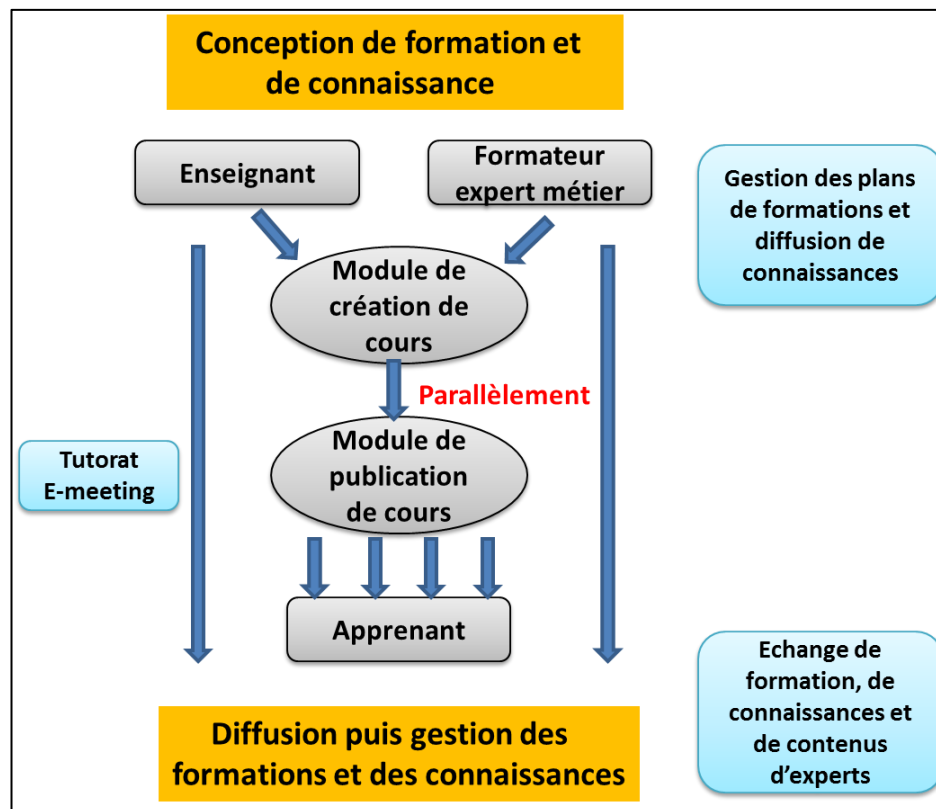 Conception de formation et
de connaissance
Enseignant
Formateur
expert métier
Gestion des plans
de formations et
diffusion de
connaissances
Module de
création de
cours
Parallèlement
Module de
publication
de cours
Tutorat
E-meeting
Apprenant
Echange de
formation, de
connaissances et
de contenus
d’experts
Diffusion puis gestion des
formations et des connaissances